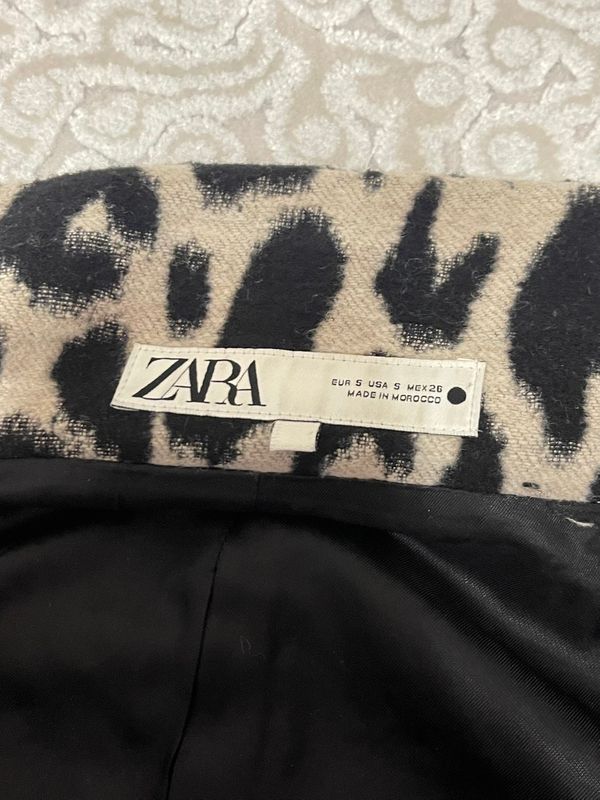 ZARA
EUR S USA S MEX 26
MADE IN MOROCCO